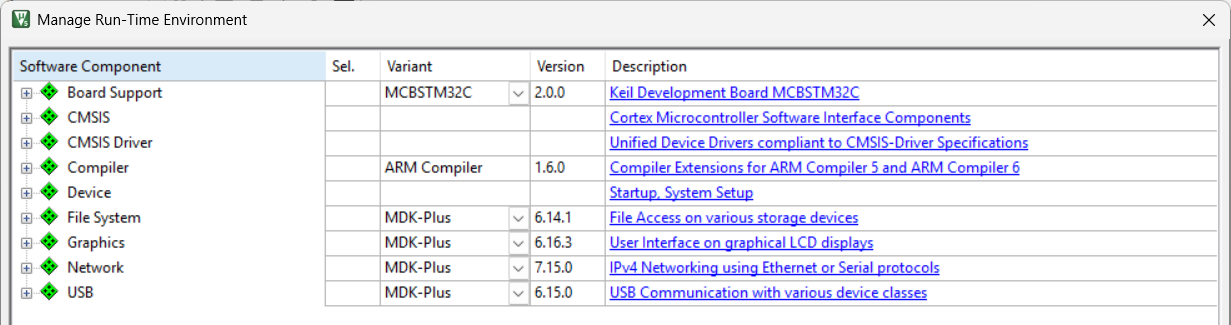 Manage Run-Time Environment
Software Component Sel. Variant Version Description
Board Support MCBSTM32C 2.0.0 Keil Development Board MCBSTM32C
CMSIS Cortex Microcontroller Software Interface Components
CMSIS Driver Unified Device Drivers compliant to CMSIS-Driver Specifications
Compiler ARM Compiler 1.6.0 Compiler Extensions for ARM Compiler 5 and ARM Compiler 6
Device Startup, System Setup
File System MDK-Plus 6.14.1 File Access on various storage devices
Graphics MDK-Plus 6.16.3 User Interface on graphical LCD displays
Network MDK-Plus 7.15.0 IPv4 Networking using Ethernet or Serial protocols
USB MDK-Plus 6.15.0 USB Communication with various device classes